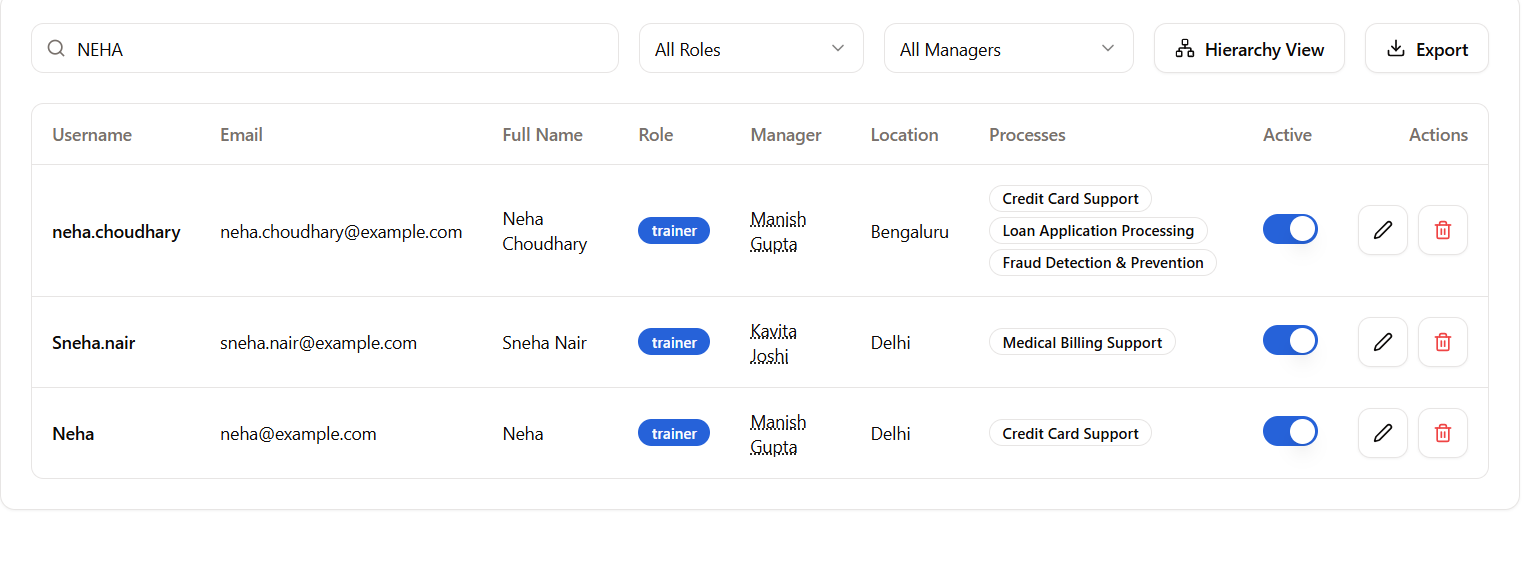 NEHA
All Roles
All Managers
Hierarchy View
Export
Username Email Full Name Role Manager Location Processes Active Actions
neha.choudhary neha.choudhary@example.com Neha Choudhary trainer Manish Gupta Bengaluru Credit Card Support
Loan Application Processing
Fraud Detection & Prevention
Sneha.nair sneha.nair@example.com Sneha Nair trainer Kavita Joshi Delhi Medical Billing Support
Neha neha@example.com Neha trainer Manish Gupta Delhi Credit Card Support